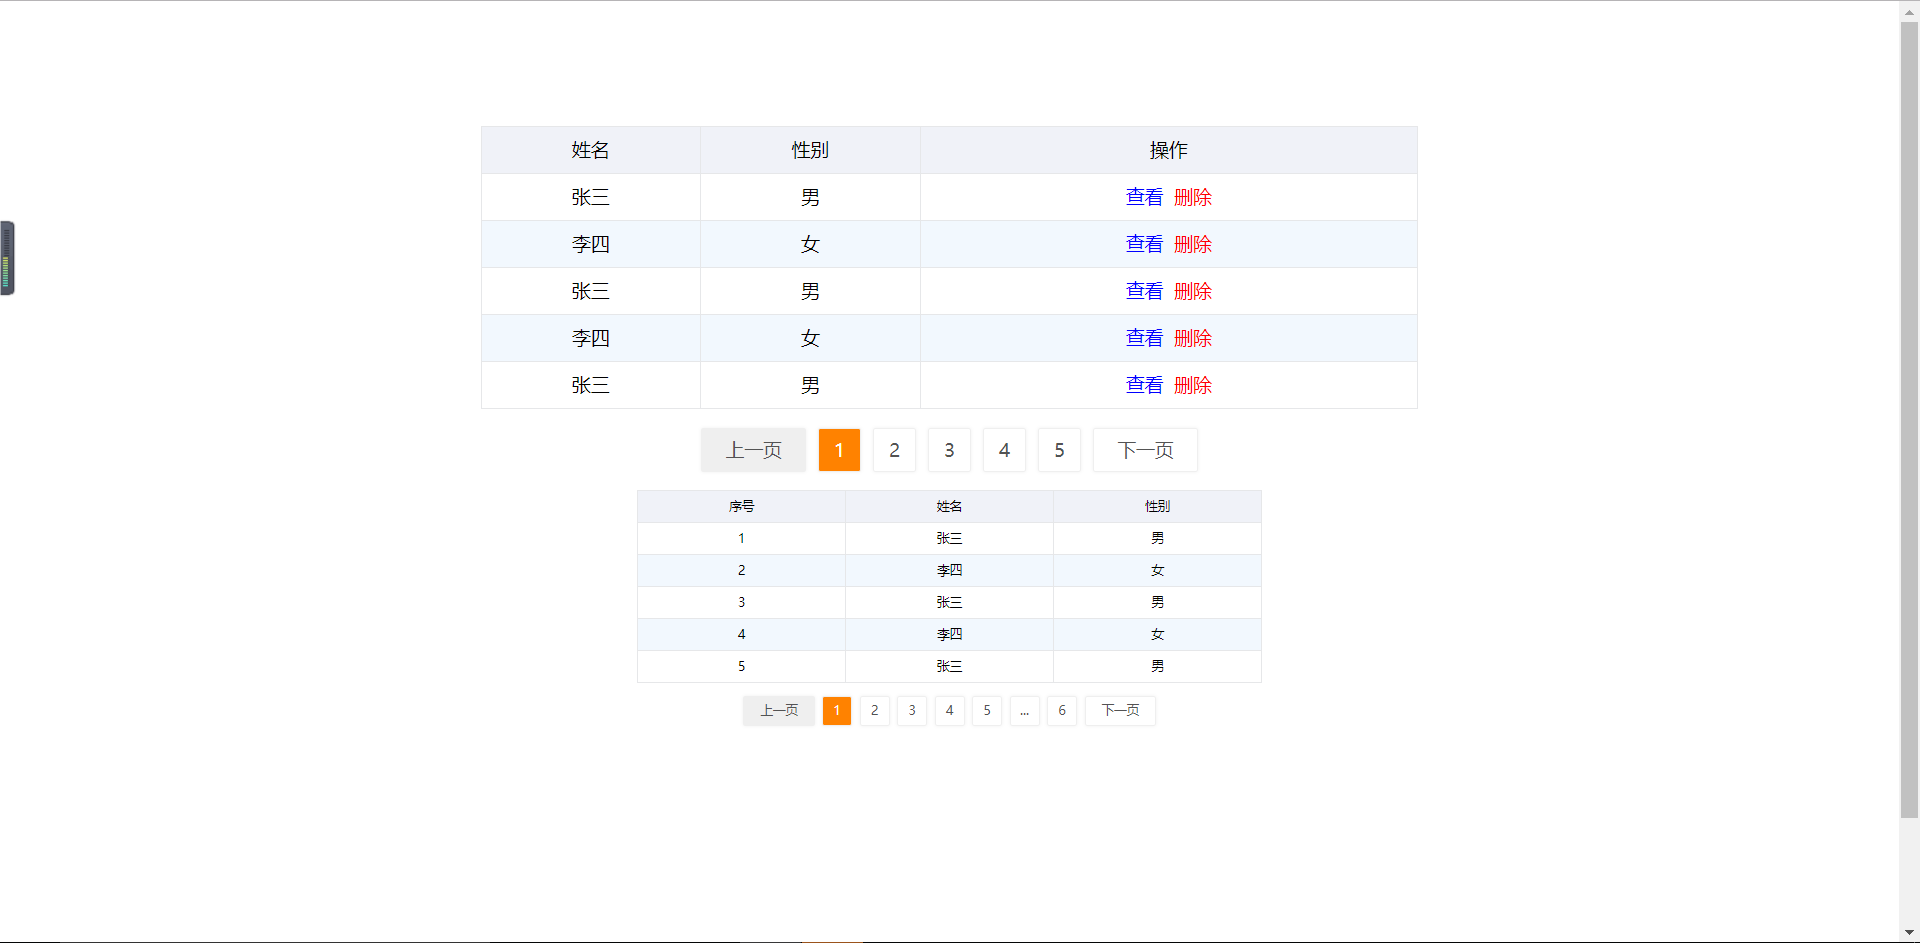 姓名 性别 操作
张三 男 查看 删除
李四 女 查看 删除
张三 男 查看 删除
李四 女 查看 删除
张三 男 查看 删除
上一页 1 2 3 4 5 下一页
序号 姓名 性别
1 张三 男
2 李四 女
3 张三 男
4 李四 女
5 张三 男
上一页 1 2 3 4 5 ... 6 下一页